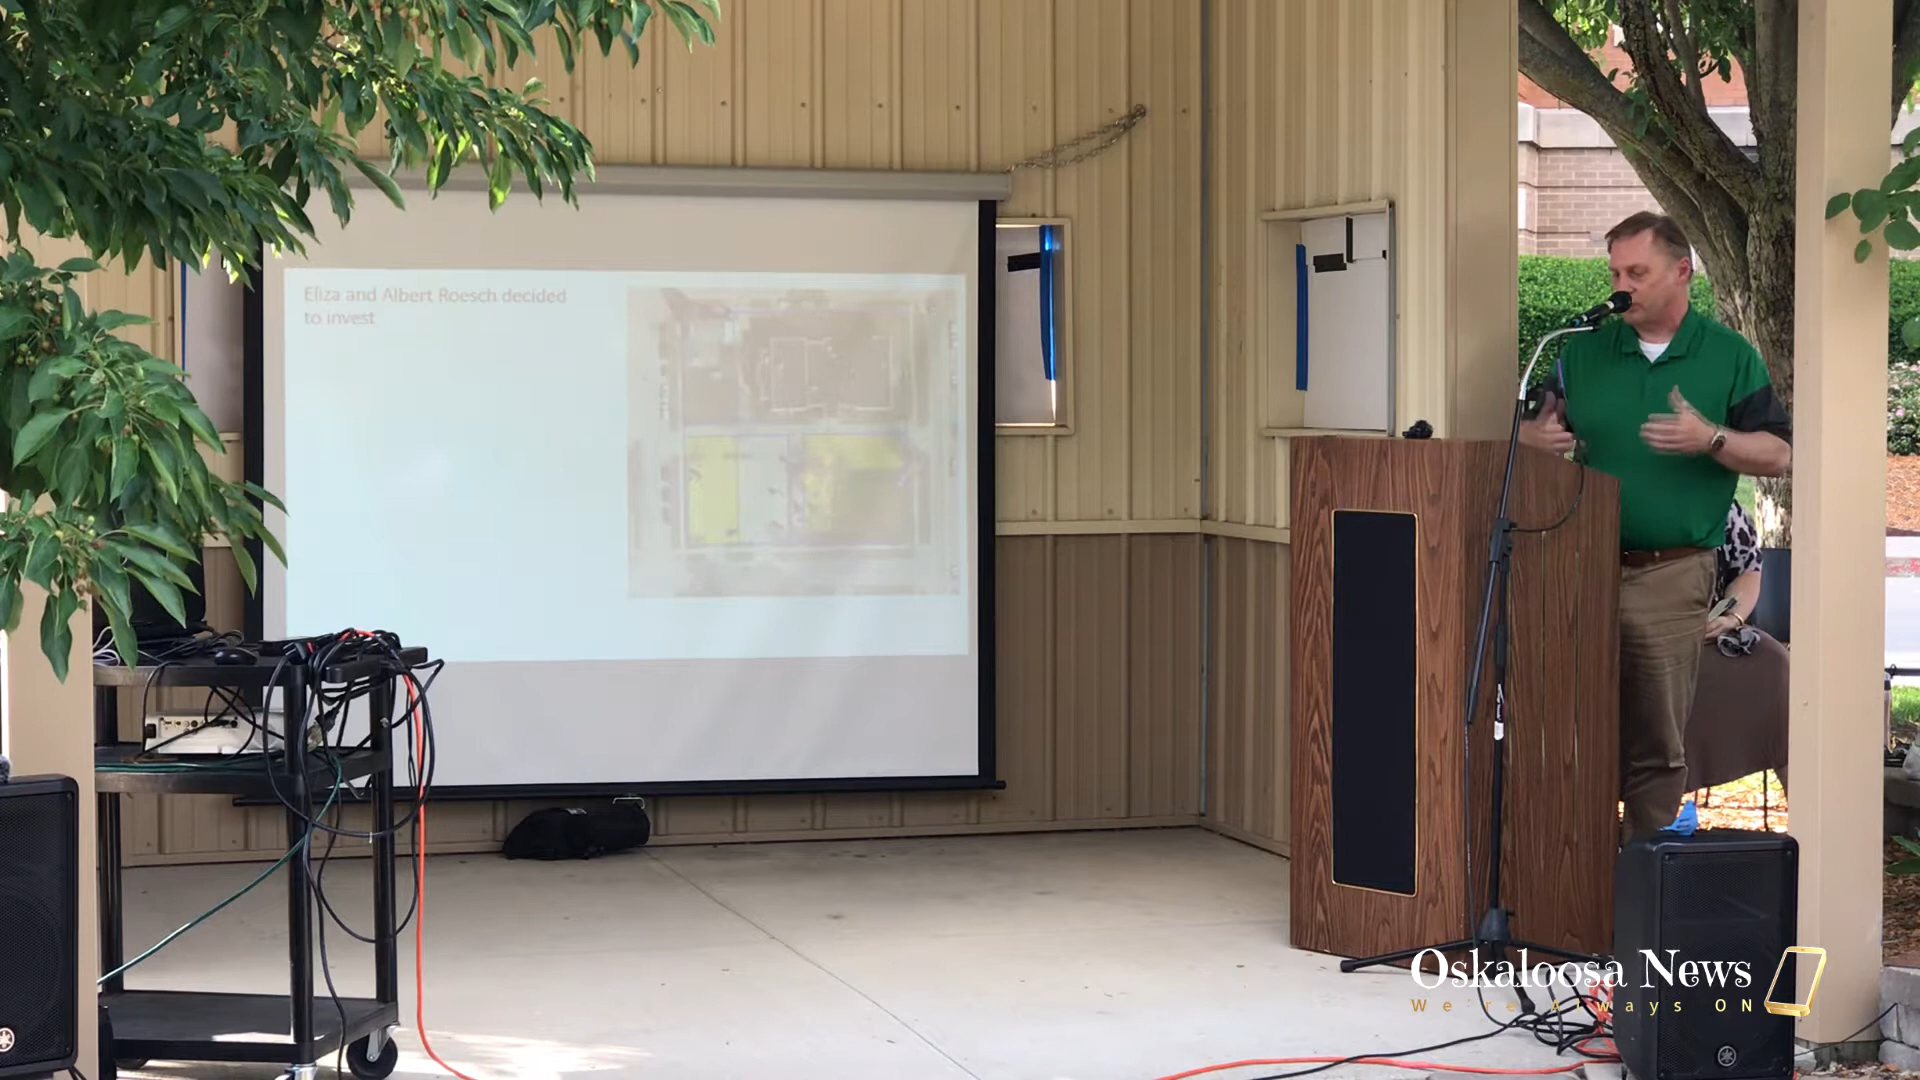 Eliza and Albert Roesch decided
to invest
Oskaloosa News
We're Always ON